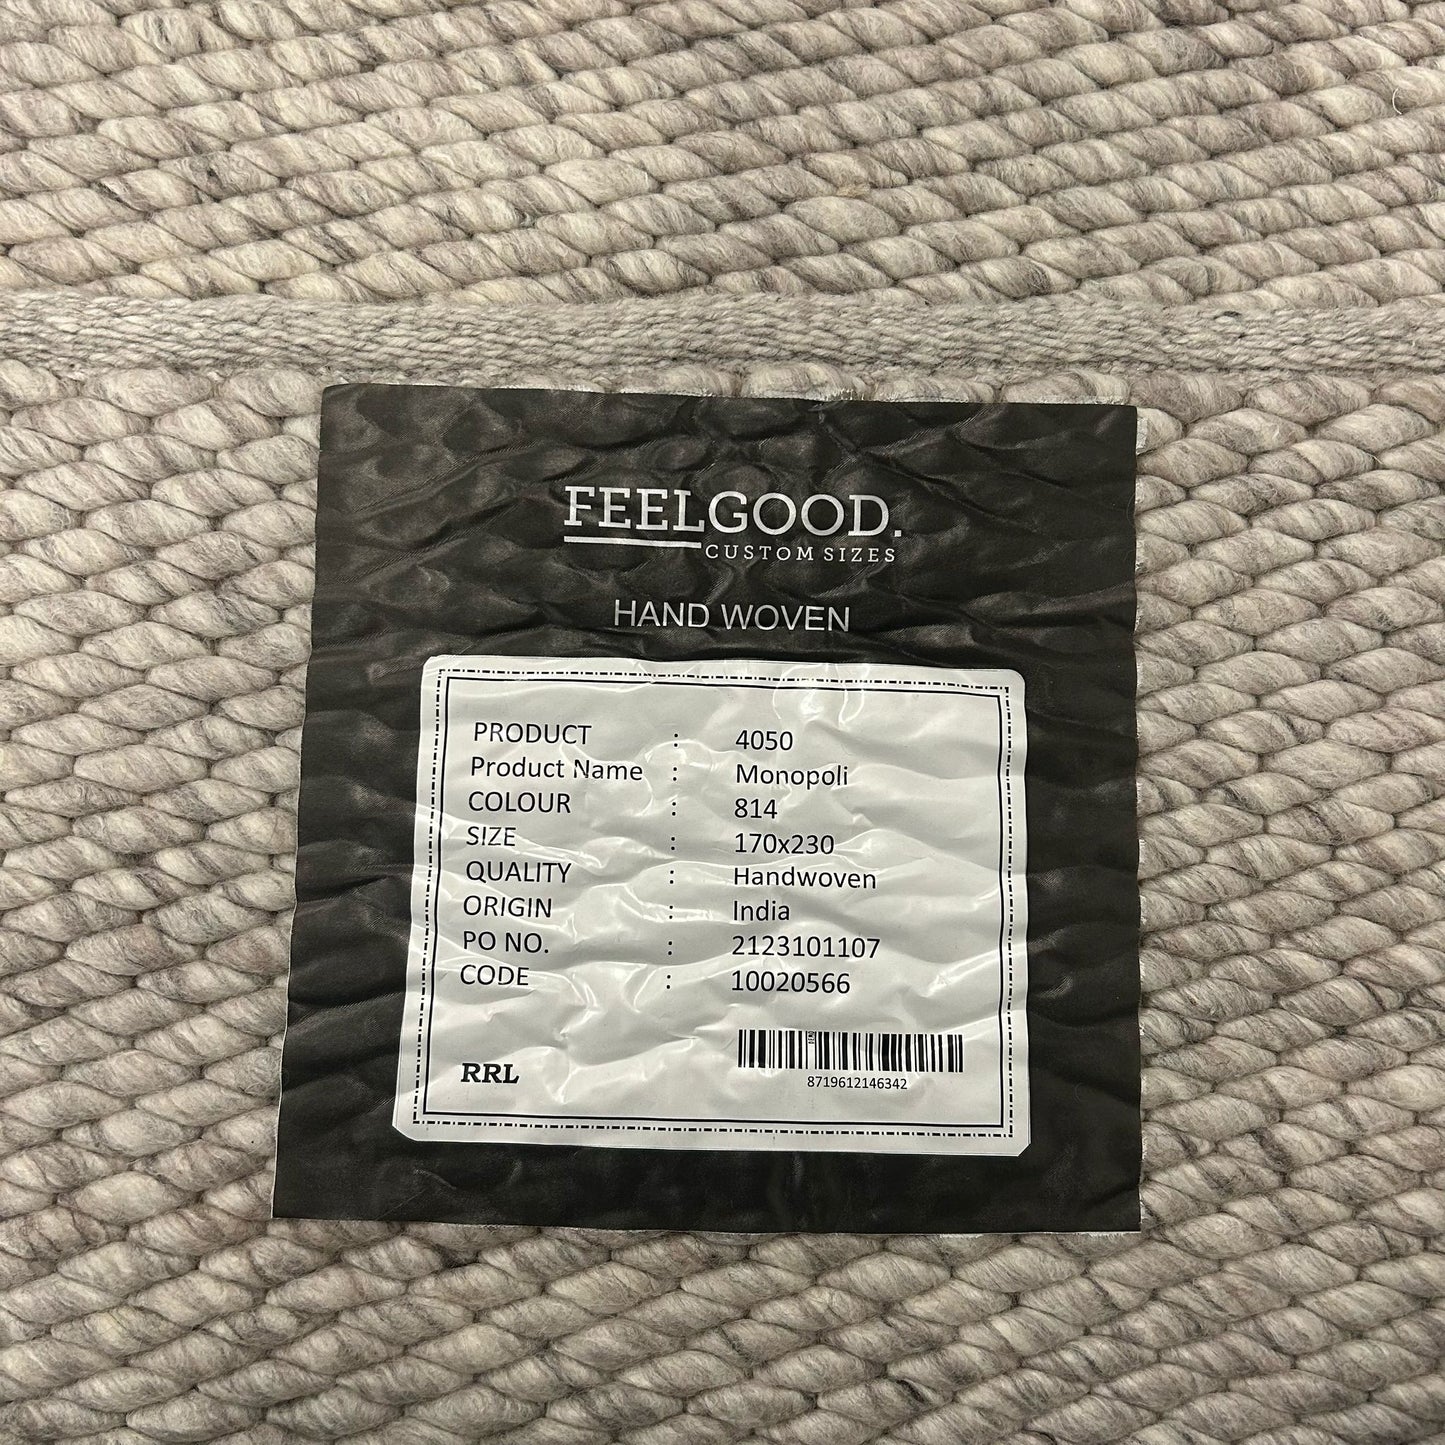 FEELGOOD.
CUSTOM SIZES
HAND WOVEN
PRODUCT : 4050
Product Name : Monopoli
COLOUR : 814
SIZE : 170x230
QUALITY : Handwoven
ORIGIN : India
PO NO. : 2123101107
CODE : 10020566
RRL
8719612146342